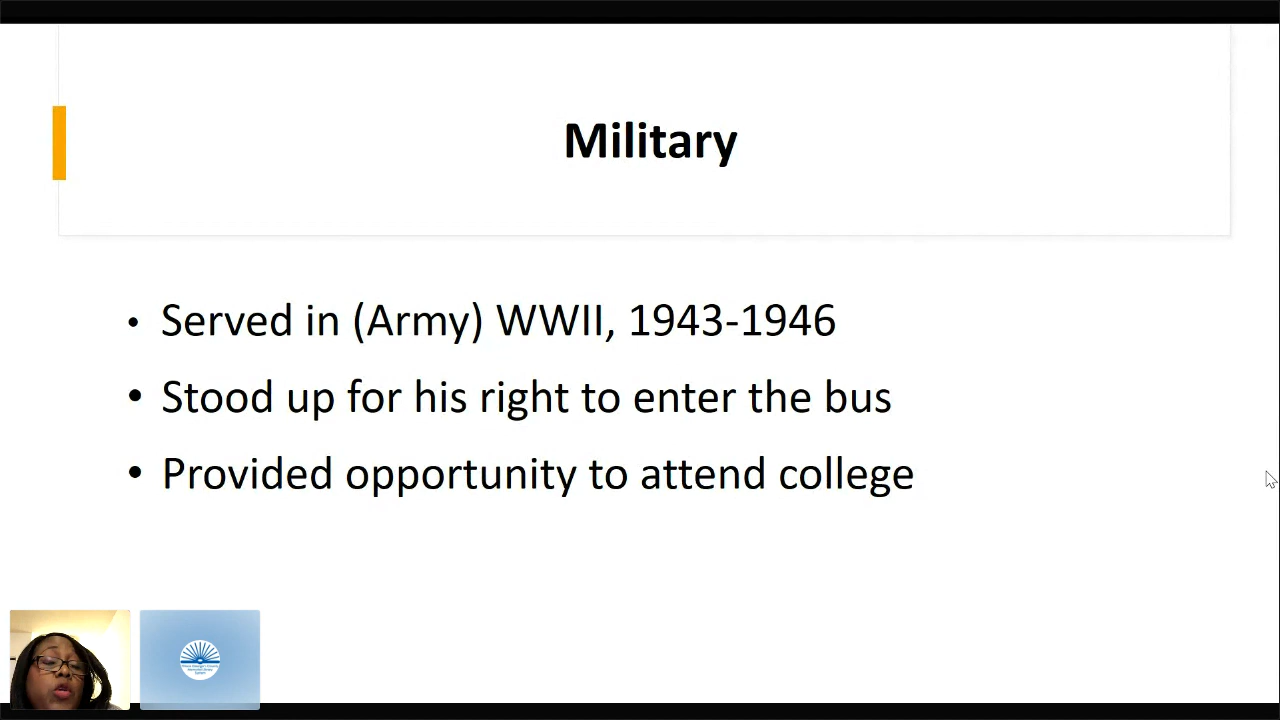 Military
• Served in (Army) WWII, 1943-1946
• Stood up for his right to enter the bus
• Provided opportunity to attend college